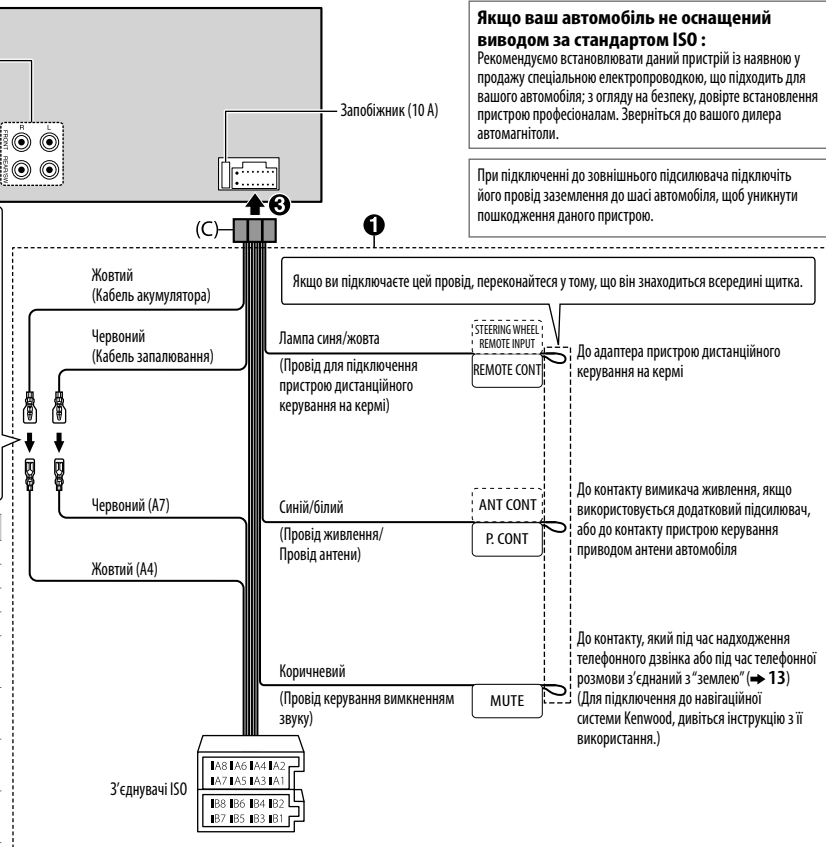 Якщо ваш автомобіль не оснащений
виводом за стандартом ISO :
Рекомендуємо встановлювати даний пристрій із наявною у
продажу спеціальною електропроводкою, що підходить для
вашого автомобіля; з огляду на безпеку, довірте встановлення
пристрою професіоналам. Зверніться до вашого дилера
автомагнітоли.
При підключенні до зовнішнього підсилювача підключіть
його провід заземлення до шасі автомобіля, щоб уникнути
пошкодження даного пристрою.
R L
FRONT
REAR/SW
Запобіжник (10 A)
3
(C)
1
Якщо ви підключаєте цей провід, переконайтеся у тому, що він знаходиться всередині щитка.
Жовтий
(Кабель акумулятора)
Червоний
(Кабель запалювання)
Червоний (A7)
Жовтий (A4)
Лампа синя/жовта
(Провід для підключення
пристрою дистанційного
керування на кермі)
STEERING WHEEL
REMOTE INPUT
REMOTE CONT
До адаптера пристрою дистанційного
керування на кермі
Синій/білий
(Провід живлення/
Провід антени)
ANT CONT
P. CONT
До контакту вимикача живлення, якщо
використовується додатковий підсилювач,
або до контакту пристрою керування
приводом антени автомобіля
Коричневий
(Провід керування вимкненням
звуку)
MUTE
До контакту, який під час надходження
телефонного дзвінка або під час телефонної
розмови з’єднаний з “землею” (➡ 13)
(Для підключення до навігаційної
системи Kenwood, дивіться інструкцію з її
використання.)
З’єднувачі ISO
A8 A6 A4 A2
A7 A5 A3 A1
B8 B6 B4 B2
B7 B5 B3 B1